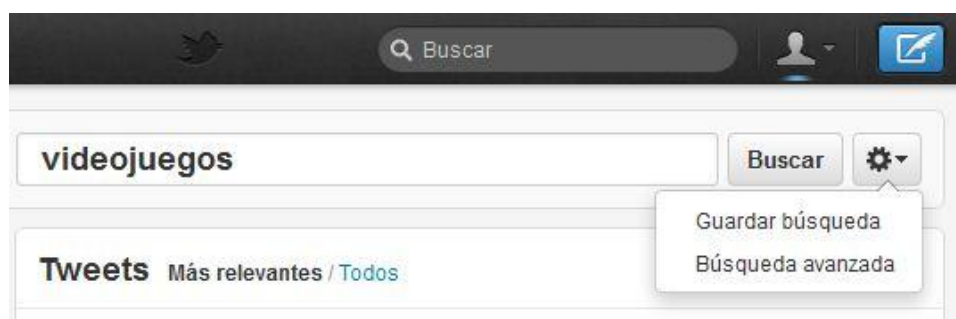 Buscar
videojuegos
Buscar
Guardar búsqueda
Búsqueda avanzada
Tweets Más relevantes / Todos